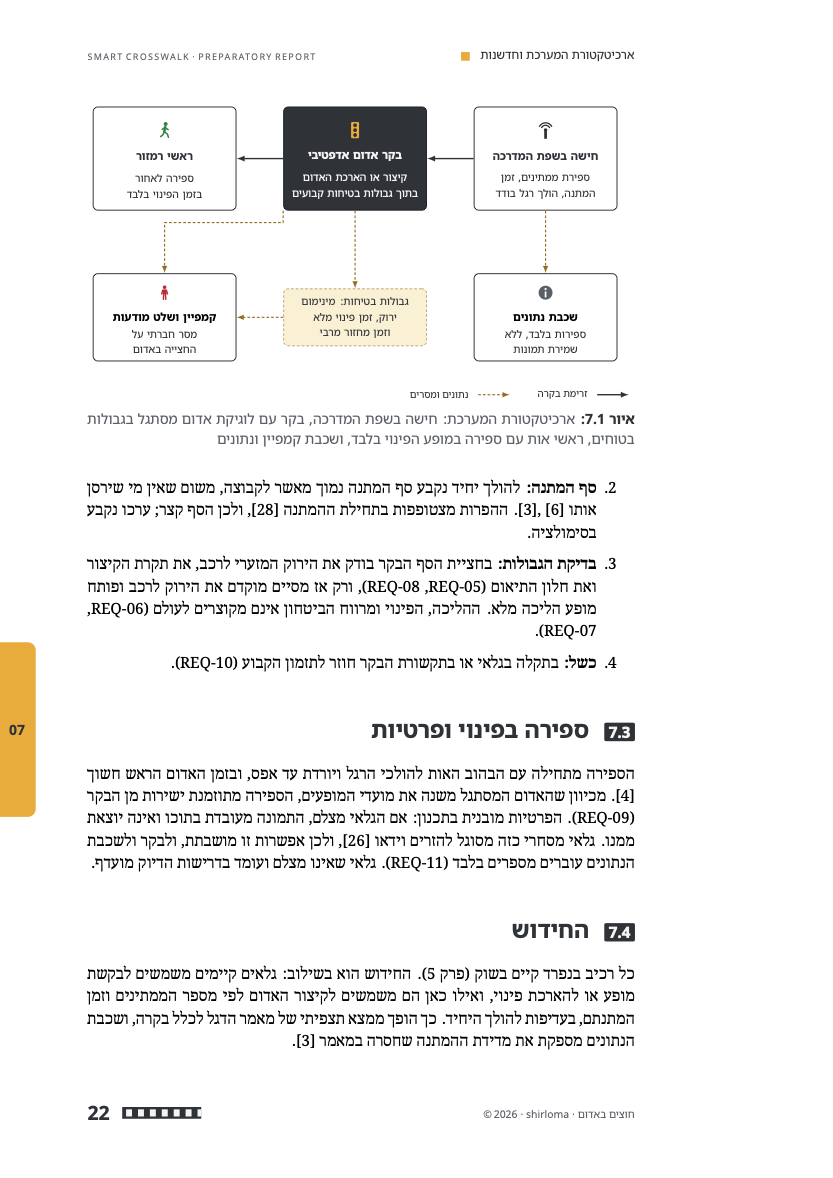 ארכיטקטורת המערכת וחדשנות
SMART CROSSWALK · PREPARATORY REPORT
חישה בשפת המדרכה
ספירת ממתינים, זמן
המתנה, הולך רגל בודד
בקר אדום אדפטיבי
קיצור או הארכת האדום
בתוך גבולות בטיחות קבועים
ראשי רמזור
ספירה לאחור
בזמן הפינוי בלבד
שכבת נתונים
ספירות בלבד, ללא
שמירת תמונות
גבולות בטיחות: מינימום
ירוק, זמן פינוי מלא
וזמן מחזור מרבי
קמפיין ושלט מודעות
מסר חברתי על
החצייה באדום
זרימת בקרה
נתונים ומסרים
איור 7.1: ארכיטקטורת המערכת: חישה בשפת המדרכה, בקר עם לוגיקת אדום מסתגל בגבולות
בטוחים, ראשי אות עם ספירה במופע הפינוי בלבד, ושכבת קמפיין ונתונים
2. סף המתנה: להולך יחיד נקבע סף המתנה נמוך מאשר לקבוצה, משום שאין מי שירסן
אותו [6] ,[3]. ההפרות מצטופפות בתחילת ההמתנה [28], ולכן הסף קצר; ערכו נקבע
בסימולציה.
3. בדיקת הגבולות: בחציית הסף הבקר בודק את הירוק המזערי לרכב, את תקרת הקיצור
ואת חלון התיאום (REQ-05, REQ-08), ורק אז מסיים מוקדם את הירוק לרכב ופותח
מופע הליכה מלא. ההליכה, הפינוי ומרווח הביטחון אינם מקוצרים לעולם (REQ-06,
REQ-07).
4. כשל: בתקלה בגלאי או בתקשורת הבקר חוזר לתזמון הקבוע (REQ-10).
7.3 ספירה בפינוי ופרטיות
הספירה מתחילה עם הבהוב האות להולכי הרגל ויורדת עד אפס, ובזמן האדום הראש חשוך
[4]. מכיוון שהאדום המסתגל משנה את מועדי המופעים, הספירה מתוזמנת ישירות מן הבקר
(REQ-09). הפרטיות מובנית בתכנון: אם הגלאי מצלם, התמונה מעובדת בתוכו ואינה יוצאת
ממנו. גלאי מסחרי כזה מסוגל להזרים וידאו [26], ולכן אפשרות זו מושבתת, ולבקר ולשכבת
הנתונים עוברים מספרים בלבד (REQ-11). גלאי שאינו מצלם ועומד בדרישות הדיוק מועדף.
7.4 החידוש
כל רכיב בנפרד קיים בשוק (פרק 5). החידוש הוא בשילוב: גלאים קיימים משמשים לבקשת
מופע או להארכת פינוי, ואילו כאן הם משמשים לקיצור האדום לפי מספר הממתינים וזמן
המתנתם, בעדיפות להולך היחיד. כך הופך ממצא תצפיתי של מאמר הדגל לכלל בקרה, ושכבת
הנתונים מספקת את מדידת ההמתנה שחסרה במאמר [3].
07
חוצים באדום · shirloma · 2026 ©
22